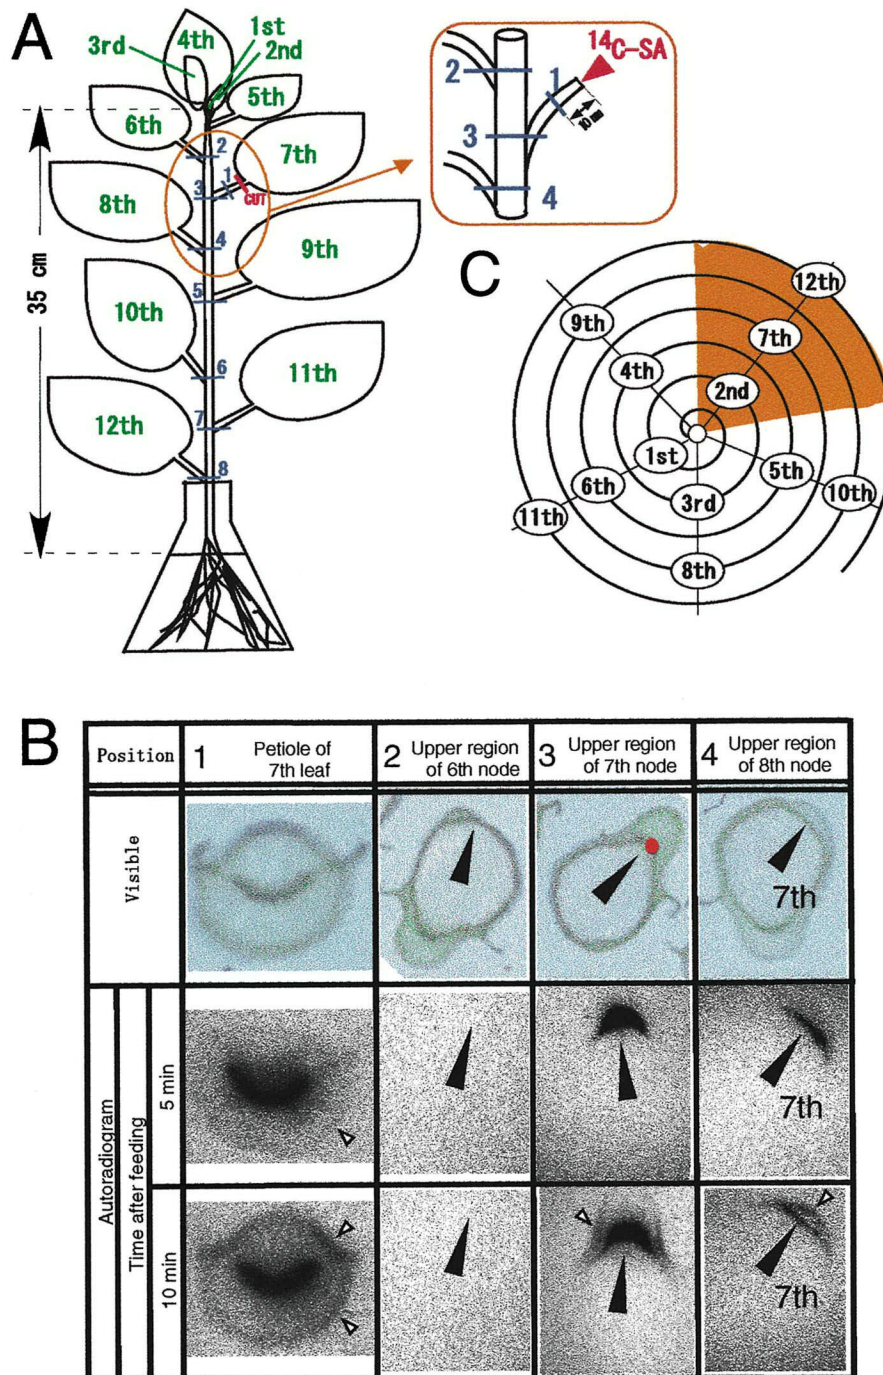 A
4th
1st
2nd
3rd
5th
6th
7th
8th
9th
10th
11th
12th
2
1
3
CUT
4
5
6
7
8
35 cm
14C-SA
2
1
3
4
C
12th
9th
7th
4th
2nd
1st
5th
6th
3rd
10th
11th
8th
B
Position
1 Petiole of
7th leaf
2 Upper region
of 6th node
3 Upper region
of 7th node
4 Upper region
of 8th node
Visible
7th
Autoradiogram
Time after feeding
5 min
7th
10 min
7th